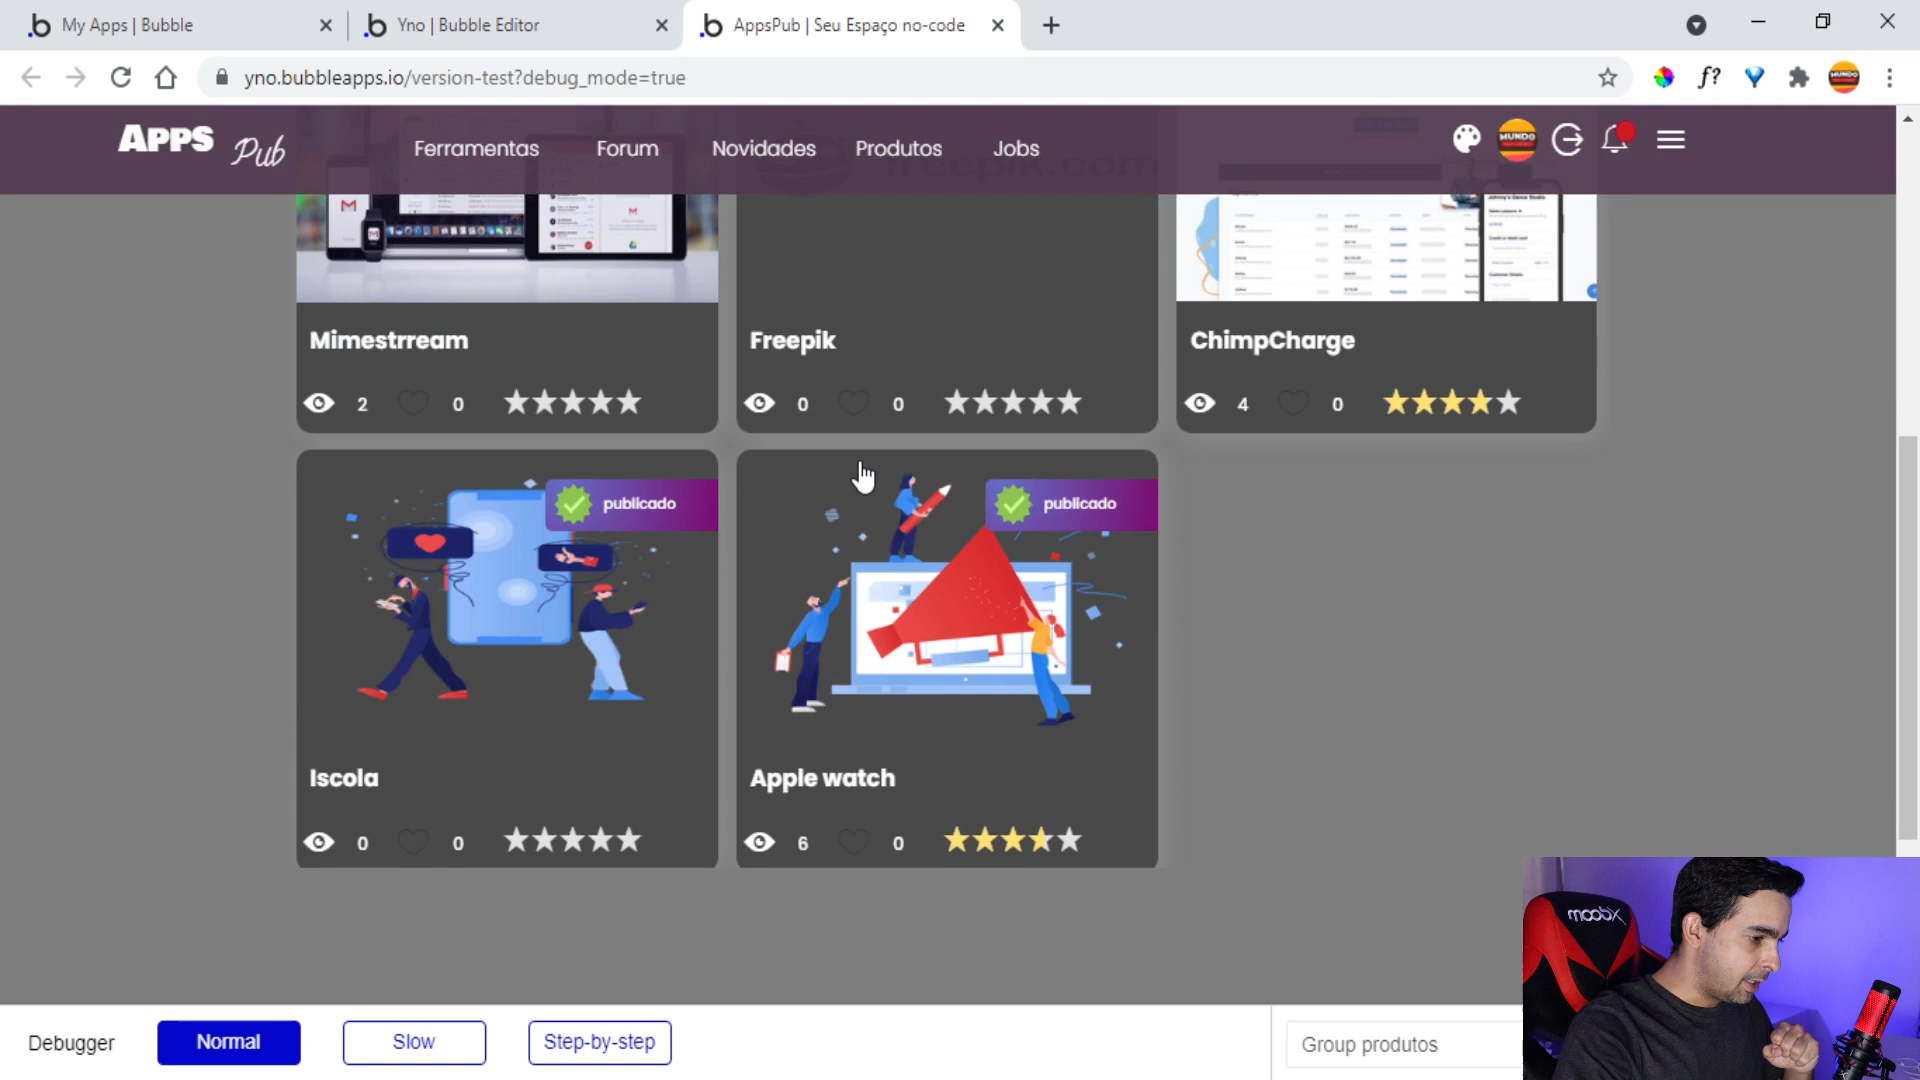 My Apps | Bubble
Yno | Bubble Editor
AppsPub | Seu Espaço no-code
yno.bubbleapps.io/version-test?debug_mode=true
APPS Pub
Ferramentas
Forum
Novidades
Produtos
Jobs
MUNDO
Mimestrream
Freepik
ChimpCharge
2 0
0 0
4 0
publicado
publicado
Iscola
Apple watch
0 0
6 0
moobX
Debugger
Normal
Slow
Step-by-step
Group produtos